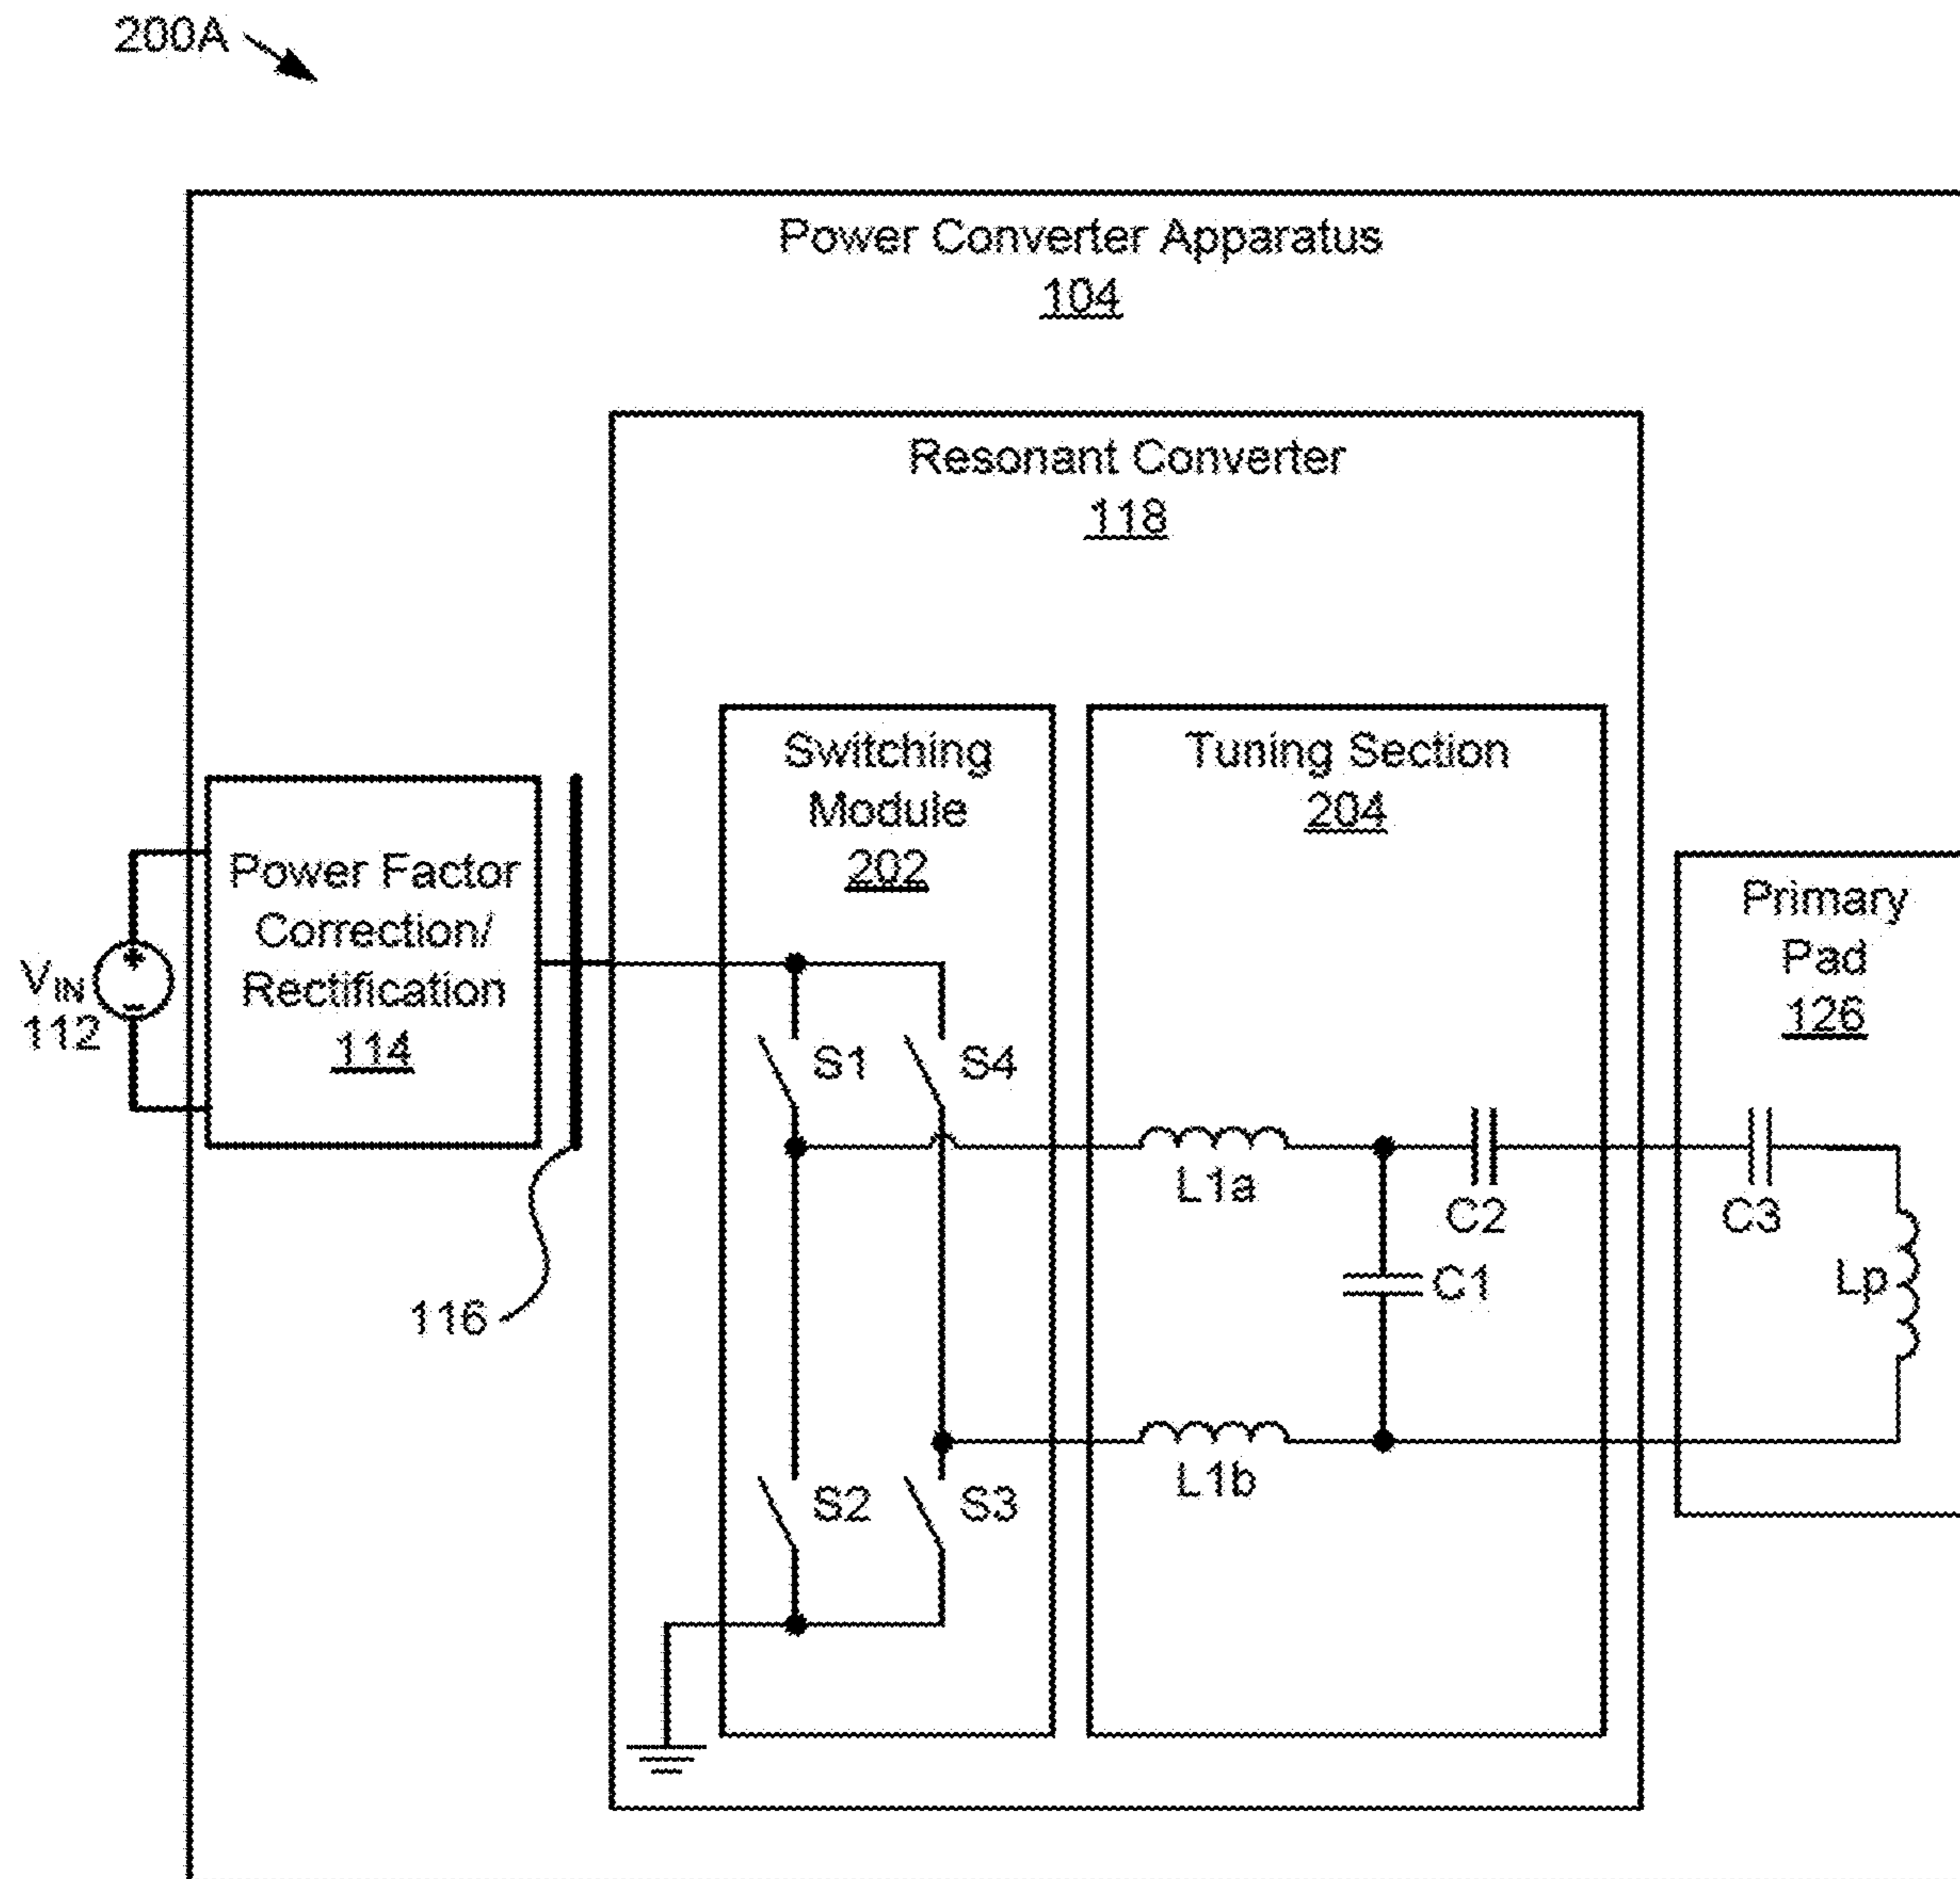 200A
Power Converter Apparatus
104
Resonant Converter
118
Switching
Module
202
Tuning Section
204
Power Factor
Correction/
Rectification
114
Primary
Pad
126
VIN
112
+
−
S1
S4
L1a
C2
C3
C1
Lp
116
L1b
S2
S3